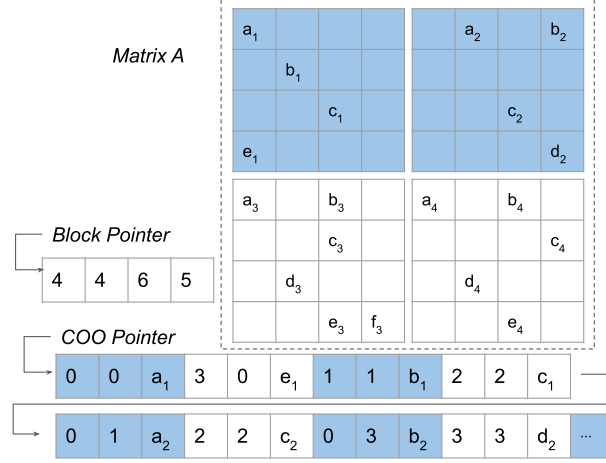 Matrix A
a1 a2 b2
b1
c1 c2
e1 d2
a3 b3 a4 b4
c3 c4
d3 d4
e3 f3 e4
Block Pointer
4 4 6 5
COO Pointer
0 0 a1 3 0 e1 1 1 b1 2 2 c1
0 1 a2 2 2 c2 0 3 b2 3 3 d2 ...